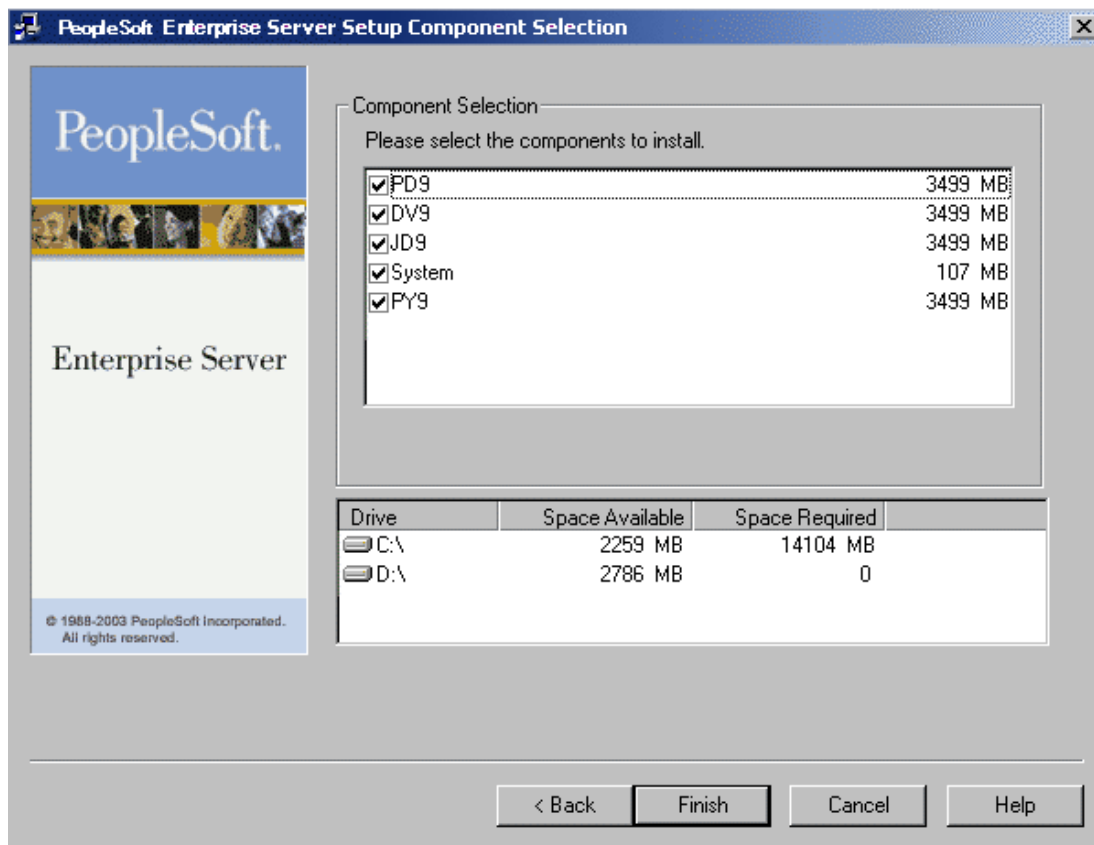 PeopleSoft Enterprise Server Setup Component Selection
PeopleSoft.
Enterprise Server
© 1988-2003 PeopleSoft Incorporated.
All rights reserved.
Component Selection
Please select the components to install.
PD9 3499 MB
DV9 3499 MB
JD9 3499 MB
System 107 MB
PY9 3499 MB
Drive Space Available Space Required
C:\ 2259 MB 14104 MB
D:\ 2786 MB 0
< Back Finish Cancel Help